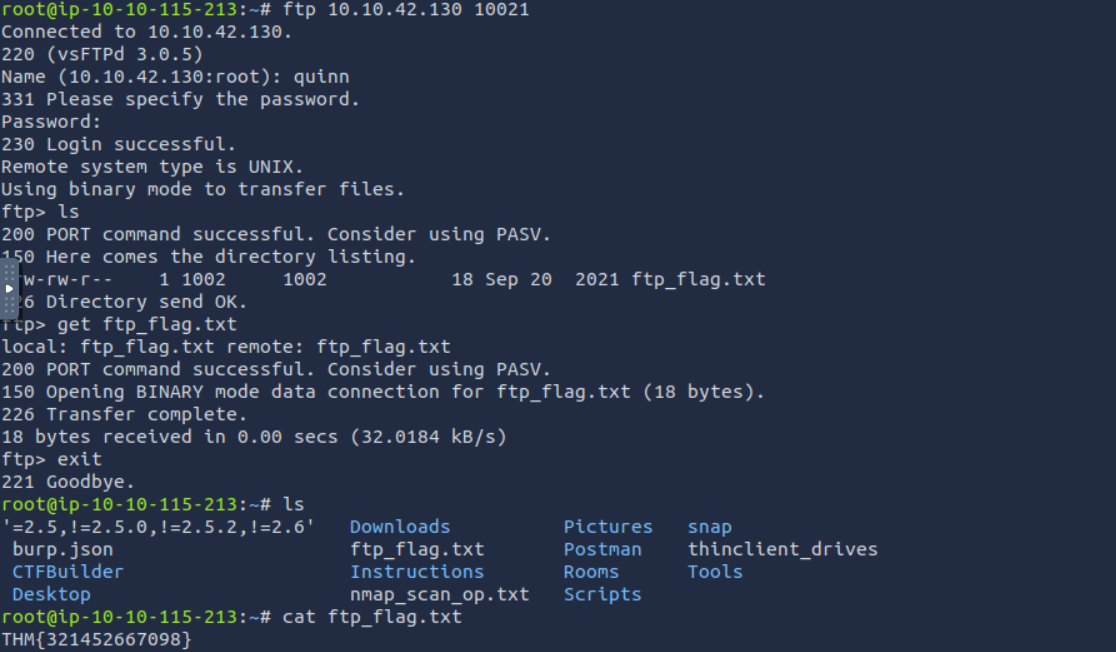 root@ip-10-10-115-213:~# ftp 10.10.42.130 10021
Connected to 10.10.42.130.
220 (vsFTPd 3.0.5)
Name (10.10.42.130:root): quinn
331 Please specify the password.
Password:
230 Login successful.
Remote system type is UNIX.
Using binary mode to transfer files.
ftp> ls
200 PORT command successful. Consider using PASV.
150 Here comes the directory listing.
w-rw-r--    1 1002     1002           18 Sep 20  2021 ftp_flag.txt
26 Directory send OK.
ftp> get ftp_flag.txt
local: ftp_flag.txt remote: ftp_flag.txt
200 PORT command successful. Consider using PASV.
150 Opening BINARY mode data connection for ftp_flag.txt (18 bytes).
226 Transfer complete.
18 bytes received in 0.00 secs (32.0184 kB/s)
ftp> exit
221 Goodbye.
root@ip-10-10-115-213:~# ls
'=2.5,!=2.5.0,!=2.5.2,!=2.6'   Downloads          Pictures   snap
 burp.json                     ftp_flag.txt       Postman    thinclient_drives
 CTFBuilder                    Instructions       Rooms      Tools
 Desktop                       nmap_scan_op.txt   Scripts
root@ip-10-10-115-213:~# cat ftp_flag.txt
THM{321452667098}